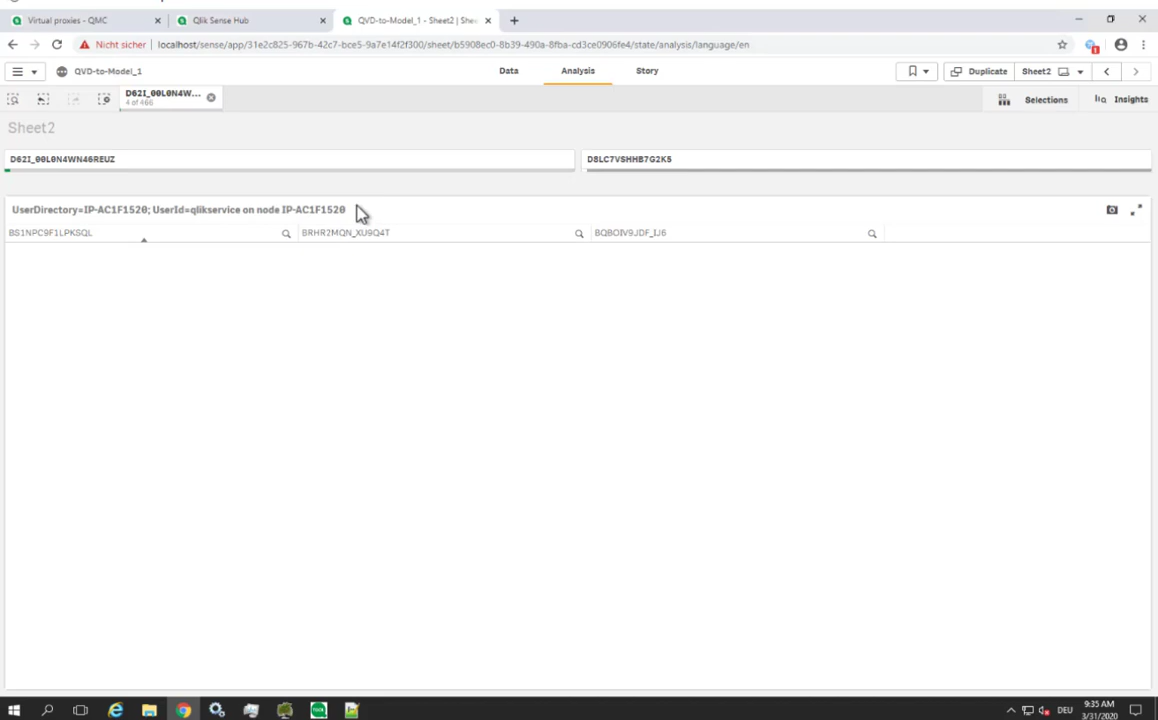 Virtual proxies - QMC
Qlik Sense Hub
QVD-to-Model_1 - Sheet2 | Shee
Nicht sicher
localhost/sense/app/31e2c825-967b-42c7-bce5-9a7e14f2f300/sheet/b5908ec0-8b39-490a-8fba-cd3ce0906fe4/state/analysis/language/en
1
QVD-to-Model_1
Data
Analysis
Story
Duplicate
Sheet2
D62I_00L0N4W...
4 of 466
Selections
Insights
Sheet2
D62I_00L0N4WN46REUZ
D8LC7VSHHB7G2K5
UserDirectory=IP-AC1F1520; UserId=qlikservice on node IP-AC1F1520
BS1NPC9F1LPKSQL
BRHR2MQN_XU9Q4T
BQBOIV9JDF_IJ6
DEU
9:35 AM
3/31/2020